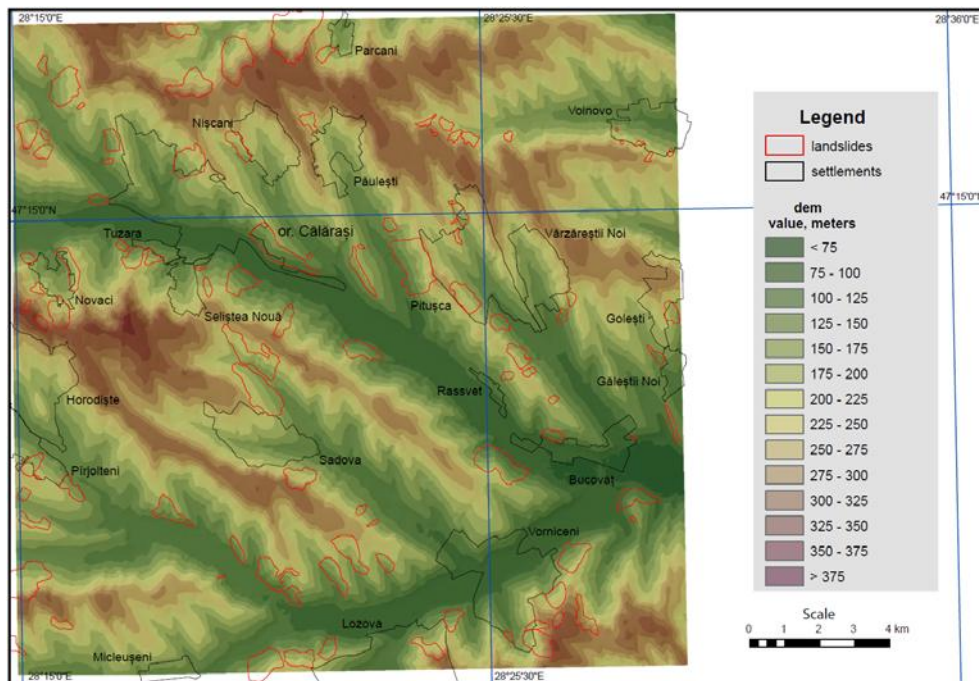 28°15'0"E
28°25'30"E
28°36'0"E
Parcani
Voinovo
Nișcani
Păulești
47°15'0"N
47°15'0"N
Tuzara
or. Călărași
Vărzăreștii Noi
Novaci
Pitușca
Seliștea Nouă
Golești
Rassvet
Găleștii Noi
Horodiște
Sadova
Pîrjolteni
Bucovăț
Vorniceni
Lozova
Micleușeni
28°15'0"E
28°25'30"E
Legend
landslides
settlements
dem
value, meters
< 75
75 - 100
100 - 125
125 - 150
150 - 175
175 - 200
200 - 225
225 - 250
250 - 275
275 - 300
300 - 325
325 - 350
350 - 375
> 375
Scale
0 1 2 3 4 km